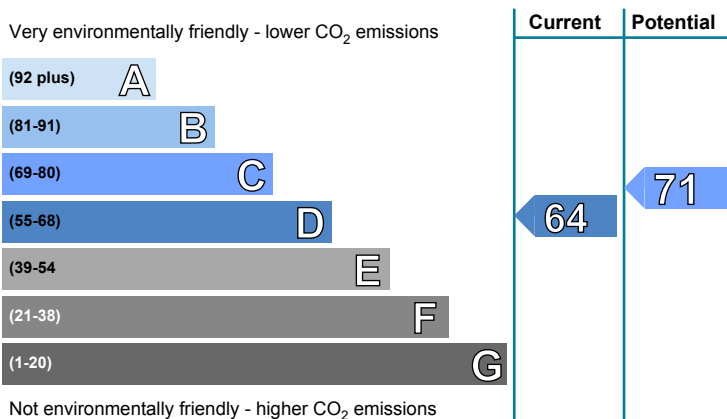 Very environmentally friendly - lower CO₂ emissions
Current
Potential
(92 plus) A
(81-91) B
(69-80) C
(55-68) D
(39-54 E
(21-38) F
(1-20) G
64
71
Not environmentally friendly - higher CO₂ emissions